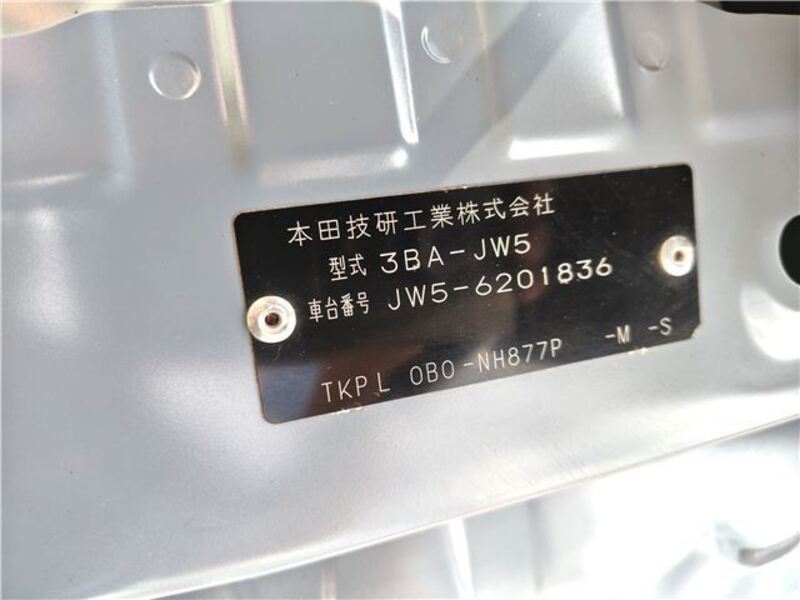 本田技研工業株式会社
型式 3BA-JW5
車台番号 JW5-6201836
TKPL 0B0-NH877P -M -S